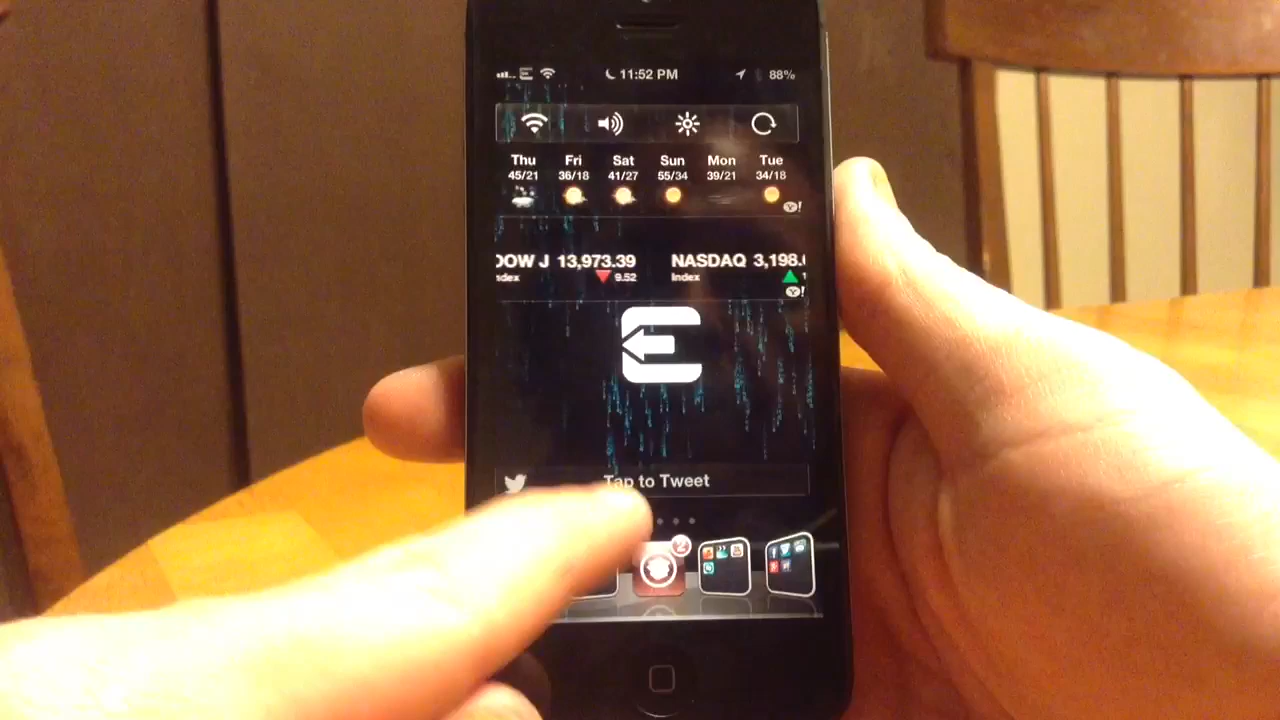 11:52 PM 88%
Thu Fri Sat Sun Mon Tue
45/21 36/18 41/27 55/34 39/21 34/18
Y!
DOW J 13,973.39 NASDAQ 3,198.
Index 9.52 Index
Y!
Tap to Tweet
2